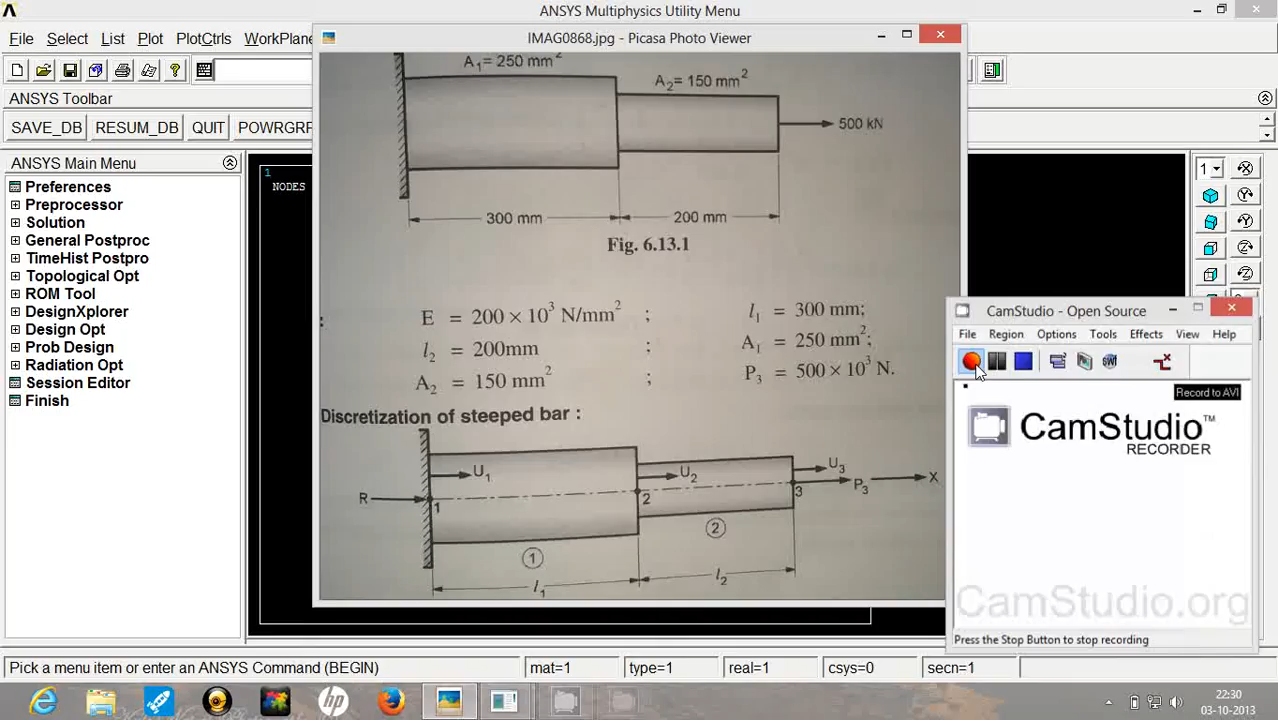 ANSYS Multiphysics Utility Menu
File Select List Plot PlotCtrls WorkPlane
IMAG0868.jpg - Picasa Photo Viewer
ANSYS Toolbar
SAVE_DB RESUM_DB QUIT POWRGRF
ANSYS Main Menu
Preferences
Preprocessor
Solution
General Postproc
TimeHist Postpro
Topological Opt
ROM Tool
DesignXplorer
Design Opt
Prob Design
Radiation Opt
Session Editor
Finish
1
NODES
A1= 250 mm2
A2= 150 mm2
500 kN
300 mm
200 mm
Fig. 6.13.1
: E = 200 × 10^3 N/mm2 ; l1 = 300 mm;
l2 = 200mm ; A1 = 250 mm2;
A2 = 150 mm2 ; P3 = 500 × 10^3 N.
Discretization of steeped bar :
U1
U2
U3
R
1
2
3
P3
X
1
2
l1
l2
1
CamStudio - Open Source
File Region Options Tools Effects View Help
Record to AVI
CamStudio™
RECORDER
CamStudio.org
Press the Stop Button to stop recording
Pick a menu item or enter an ANSYS Command (BEGIN)
mat=1
type=1
real=1
csys=0
secn=1
22:30
03-10-2013